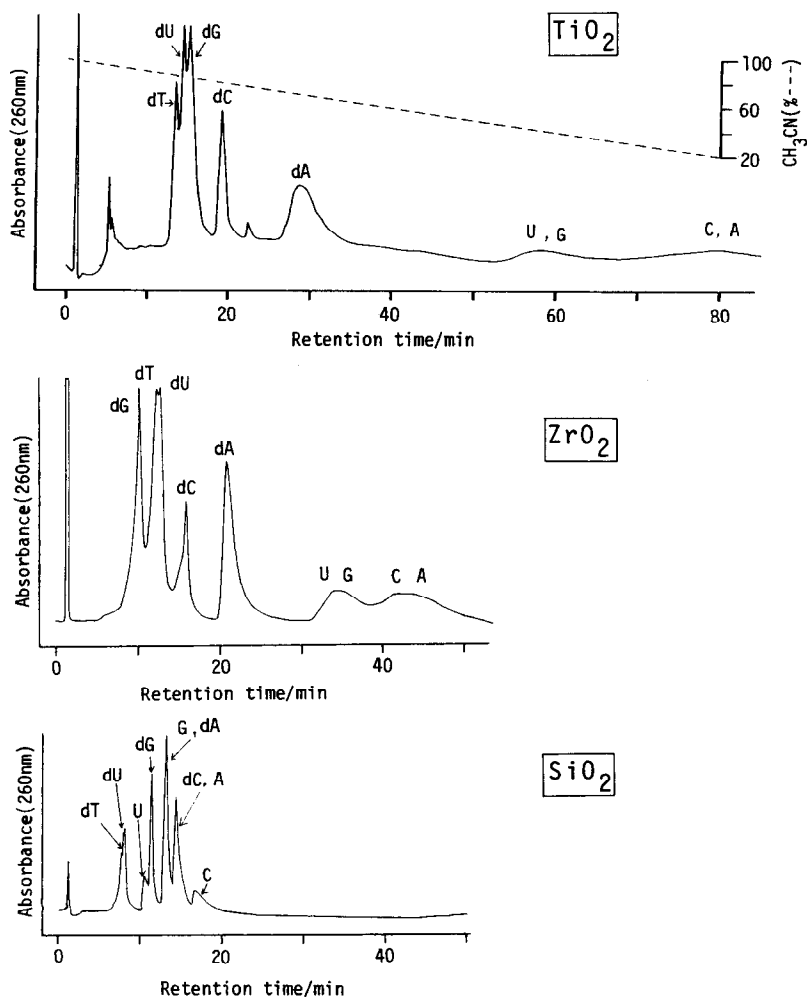 TiO2
dU dG
dT
dC
dA
U , G
C, A
Absorbance(260nm)
100
60
20
CH3CN(%---)
0 20 40 60 80
Retention time/min
ZrO2
dT dU
dG
dC
dA
U G
C A
Absorbance(260nm)
0 20 40
Retention time/min
SiO2
G ,dA
dG
dU
dC, A
dT
U
C
Absorbance(260nm)
0 20 40
Retention time/min